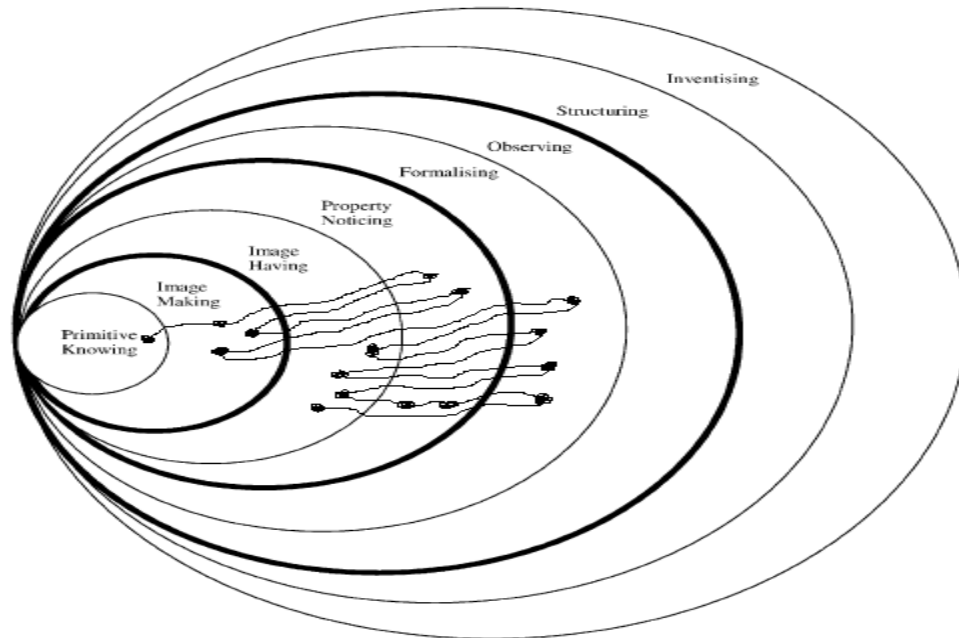 Inventising
Structuring
Observing
Formalising
Property
Noticing
Image
Having
Image
Making
Primitive
Knowing